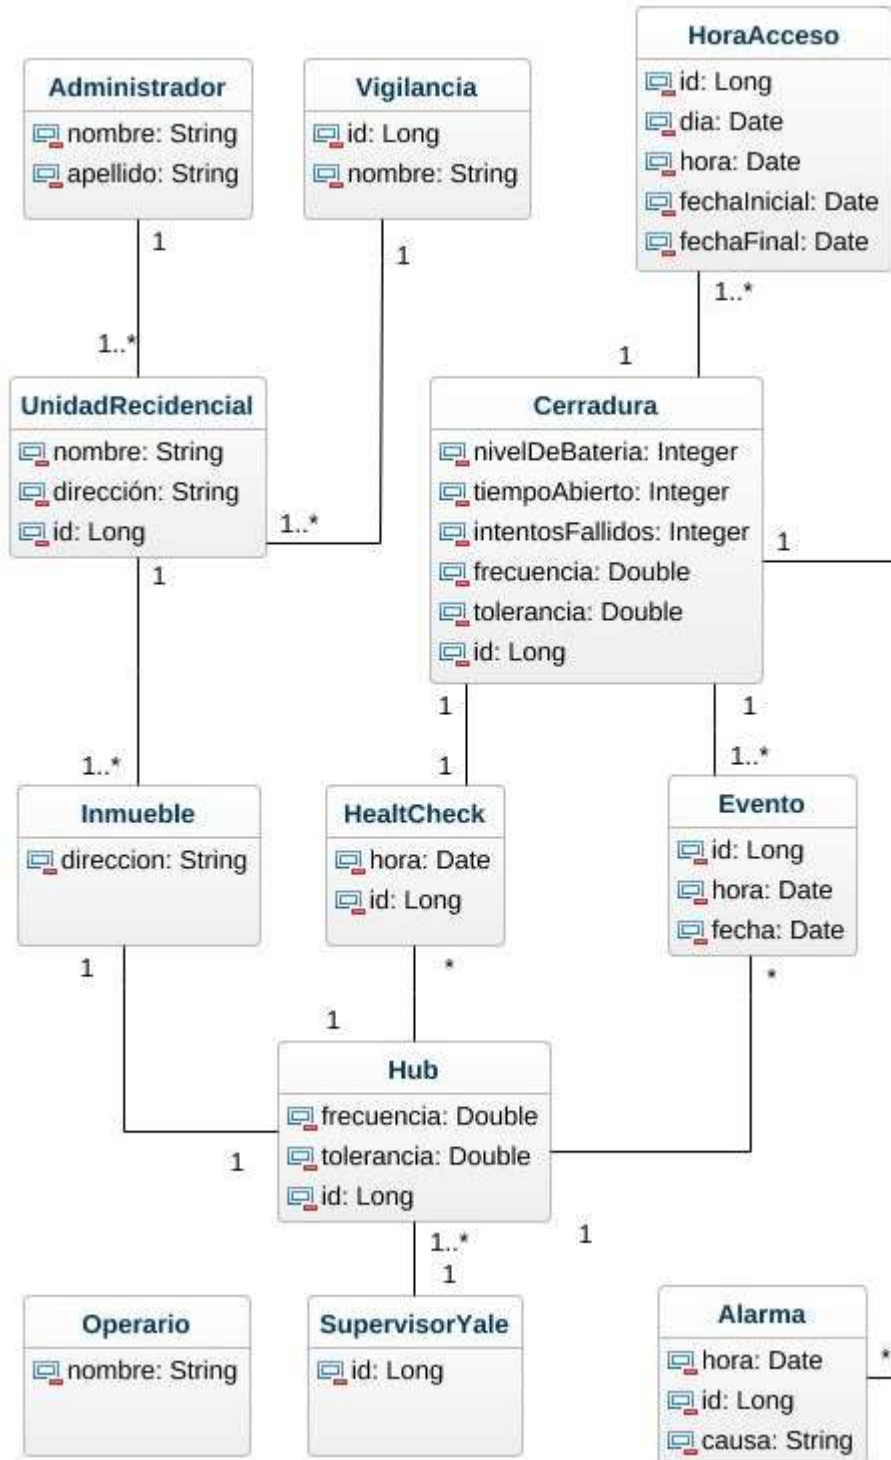 HoraAcceso
id: Long
dia: Date
hora: Date
fechaInicial: Date
fechaFinal: Date
1..*
Administrador
nombre: String
apellido: String
1
1..*
Vigilancia
id: Long
nombre: String
1
1..*
UnidadRecidencial
nombre: String
dirección: String
id: Long
1
1..*
1
Cerradura
nivelDeBateria: Integer
tiempoAbierto: Integer
intentosFallidos: Integer
frecuencia: Double
tolerancia: Double
id: Long
1
1
1
1
1..*
Inmueble
direccion: String
1
HealtCheck
hora: Date
id: Long
*
Evento
id: Long
hora: Date
fecha: Date
*
1
1
Hub
frecuencia: Double
tolerancia: Double
id: Long
1
1..*
1
Operario
nombre: String
SupervisorYale
id: Long
Alarma
hora: Date
id: Long
causa: String
*